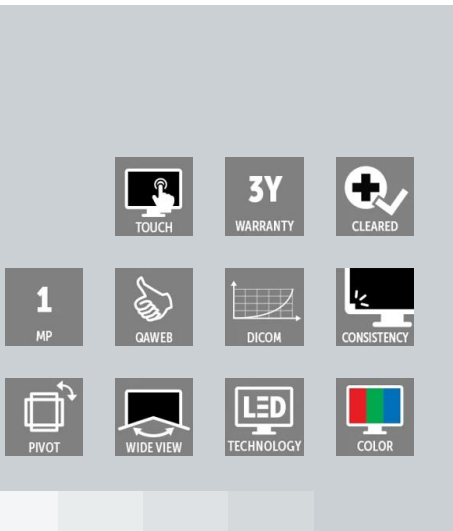 TOUCH
3Y
WARRANTY
CLEARED
1
MP
QAWEB
DICOM
CONSISTENCY
PIVOT
WIDE VIEW
LED
TECHNOLOGY
COLOR